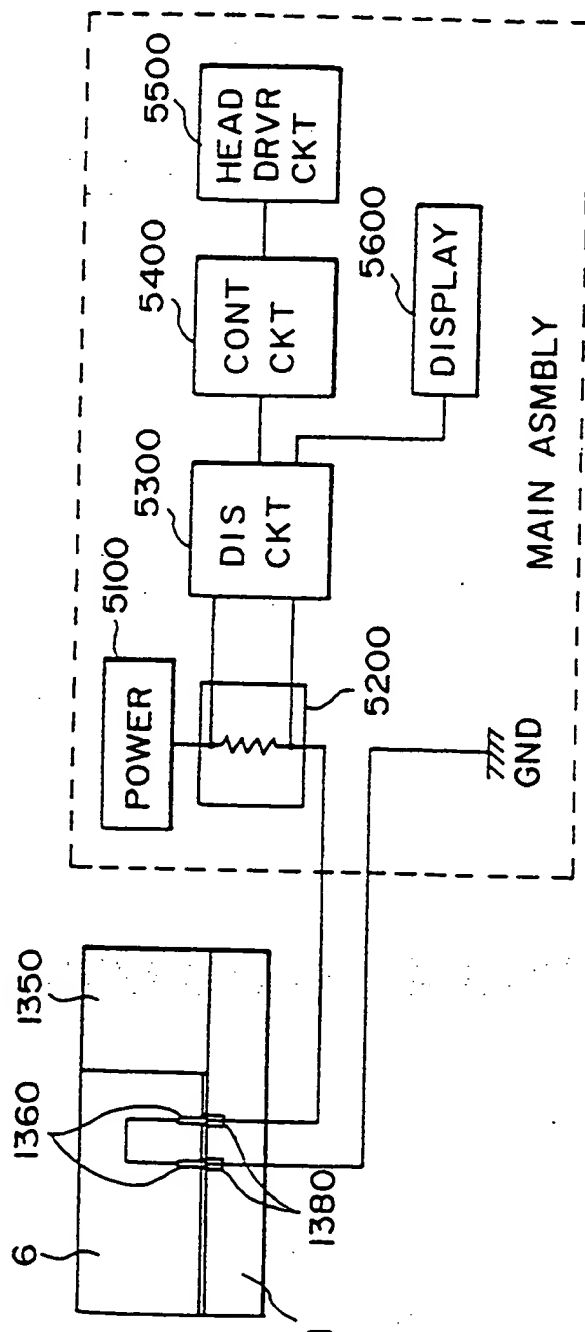 6
1360
1350
1380
5100
POWER
5200
5300
DIS
CKT
5400
CONT
CKT
5500
HEAD
DRVR
CKT
5600
DISPLAY
GND
MAIN ASMBLY